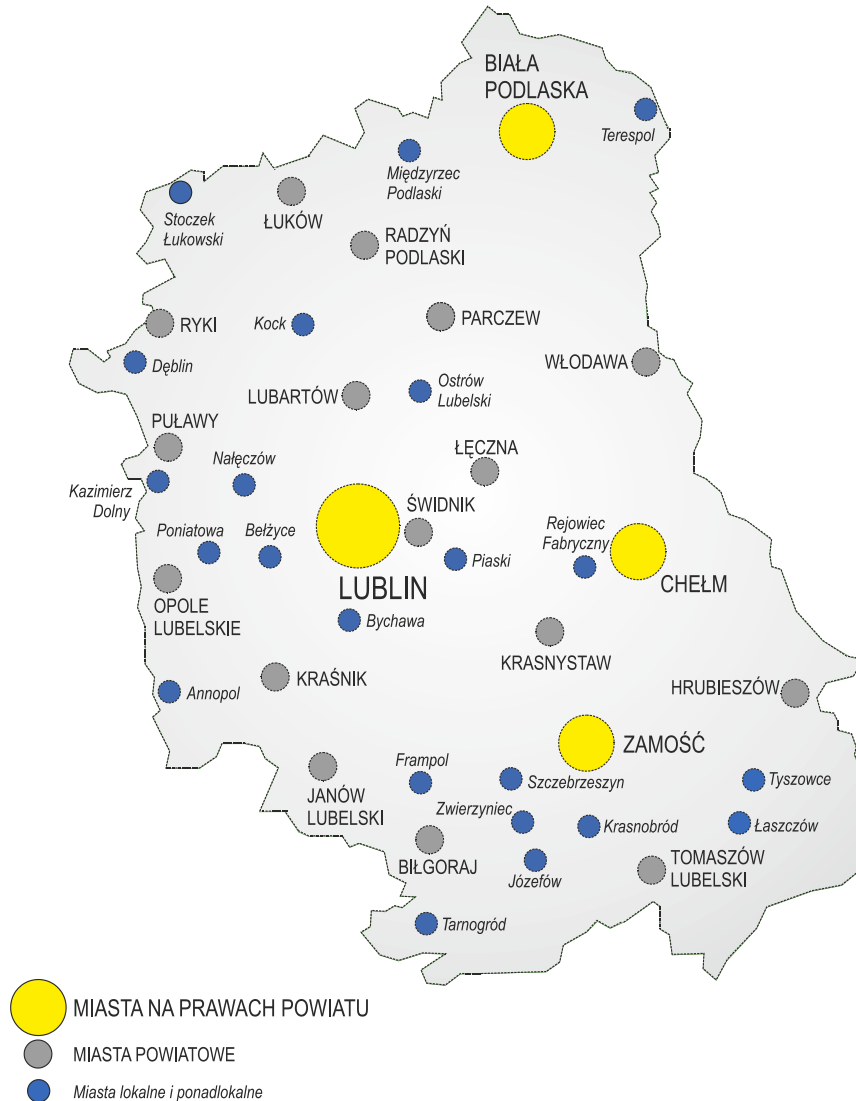 BIAŁA
PODLASKA
Terespol
Międzyrzec
Podlaski
Stoczek
Łukowski
ŁUKÓW
RADZYŃ
PODLASKI
RYKI
Kock
PARCZEW
Dęblin
WŁODAWA
LUBARTÓW
Ostrów
Lubelski
PUŁAWY
ŁĘCZNA
Nałęczów
Kazimierz
Dolny
ŚWIDNIK
Poniatowa
Bełżyce
Rejowiec
Fabryczny
Piaski
LUBLIN
CHEŁM
OPOLE
LUBELSKIE
Bychawa
KRASNYSTAW
KRAŚNIK
HRUBIESZÓW
Annopol
ZAMOŚĆ
Frampol
Szczebrzeszyn
Tyszowce
JANÓW
LUBELSKI
Zwierzyniec
Krasnobród
Łaszczów
BIŁGORAJ
Józefów
TOMASZÓW
LUBELSKI
Tarnogród
MIASTA NA PRAWACH POWIATU
MIASTA POWIATOWE
Miasta lokalne i ponadlokalne